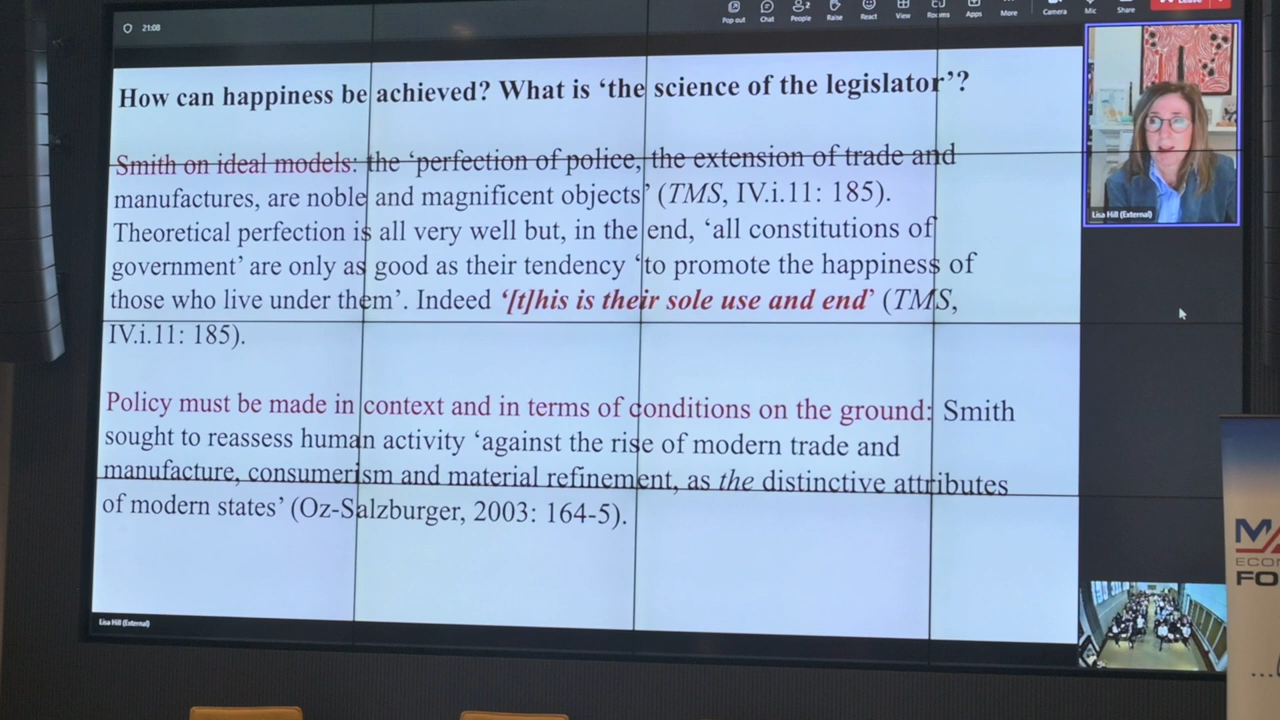 21:08
Pop out Chat People 2 Raise React View Rooms Apps More Camera Mic Share Leave
How can happiness be achieved? What is ‘the science of the legislator’?
Smith on ideal models: the ‘perfection of police, the extension of trade and
manufactures, are noble and magnificent objects’ (TMS, IV.i.11: 185).
Theoretical perfection is all very well but, in the end, ‘all constitutions of
government’ are only as good as their tendency ‘to promote the happiness of
those who live under them’. Indeed ‘[t]his is their sole use and end’ (TMS,
IV.i.11: 185).
Policy must be made in context and in terms of conditions on the ground: Smith
sought to reassess human activity ‘against the rise of modern trade and
manufacture, consumerism and material refinement, as the distinctive attributes
of modern states’ (Oz-Salzburger, 2003: 164-5).
Lisa Hill (External)
Lisa Hill (External)
ECO
FO